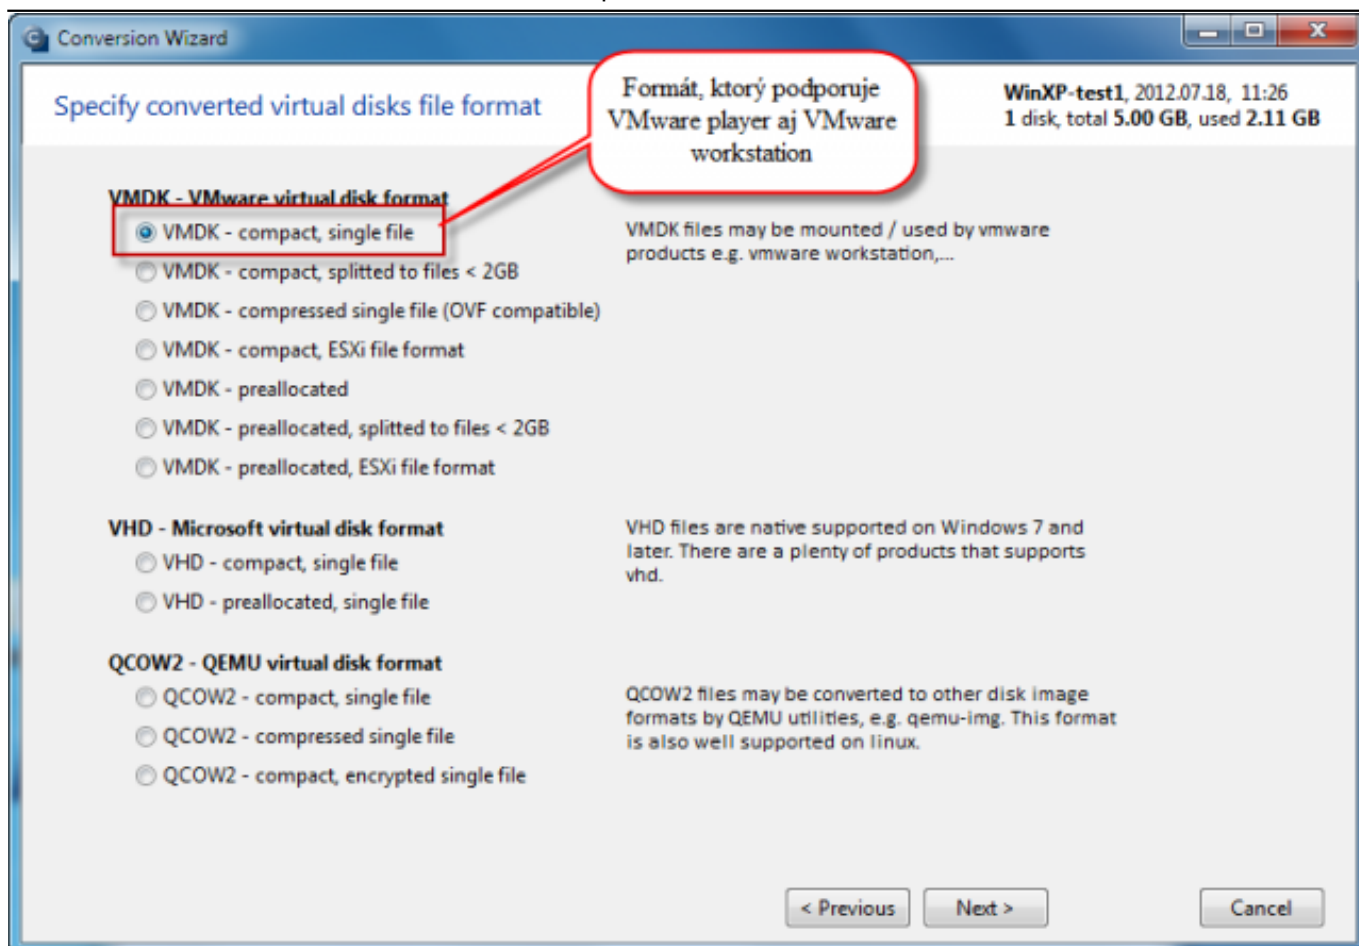 Conversion Wizard
Specify converted virtual disks file format
Formát, ktorý podporuje
VMware player aj VMware
workstation
WinXP-test1, 2012.07.18, 11:26
1 disk, total 5.00 GB, used 2.11 GB
VMDK - VMware virtual disk format
VMDK - compact, single file
VMDK - compact, splitted to files < 2GB
VMDK - compressed single file (OVF compatible)
VMDK - compact, ESXi file format
VMDK - preallocated
VMDK - preallocated, splitted to files < 2GB
VMDK - preallocated, ESXi file format
VMDK files may be mounted / used by vmware
products e.g. vmware workstation,...
VHD - Microsoft virtual disk format
VHD - compact, single file
VHD - preallocated, single file
VHD files are native supported on Windows 7 and
later. There are a plenty of products that supports
vhd.
QCOW2 - QEMU virtual disk format
QCOW2 - compact, single file
QCOW2 - compressed single file
QCOW2 - compact, encrypted single file
QCOW2 files may be converted to other disk image
formats by QEMU utilities, e.g. qemu-img. This format
is also well supported on linux.
< Previous
Next >
Cancel